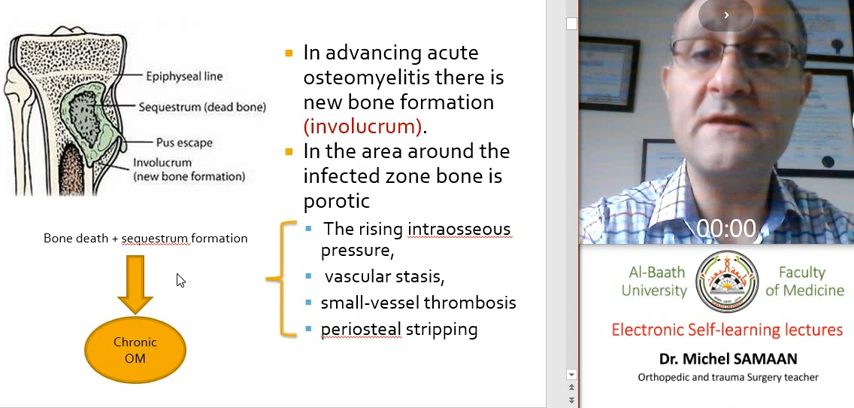 Epiphyseal line
Sequestrum (dead bone)
Pus escape
Involucrum
(new bone formation)
Bone death + sequestrum formation
Chronic
OM
In advancing acute
osteomyelitis there is
new bone formation
(involucrum).
In the area around the
infected zone bone is
porotic
The rising intraosseous
pressure,
vascular stasis,
small-vessel thrombosis
periosteal stripping
00:00
Al-Baath
University
Faculty
of Medicine
Electronic Self-learning lectures
Dr. Michel SAMAAN
Orthopedic and trauma Surgery teacher